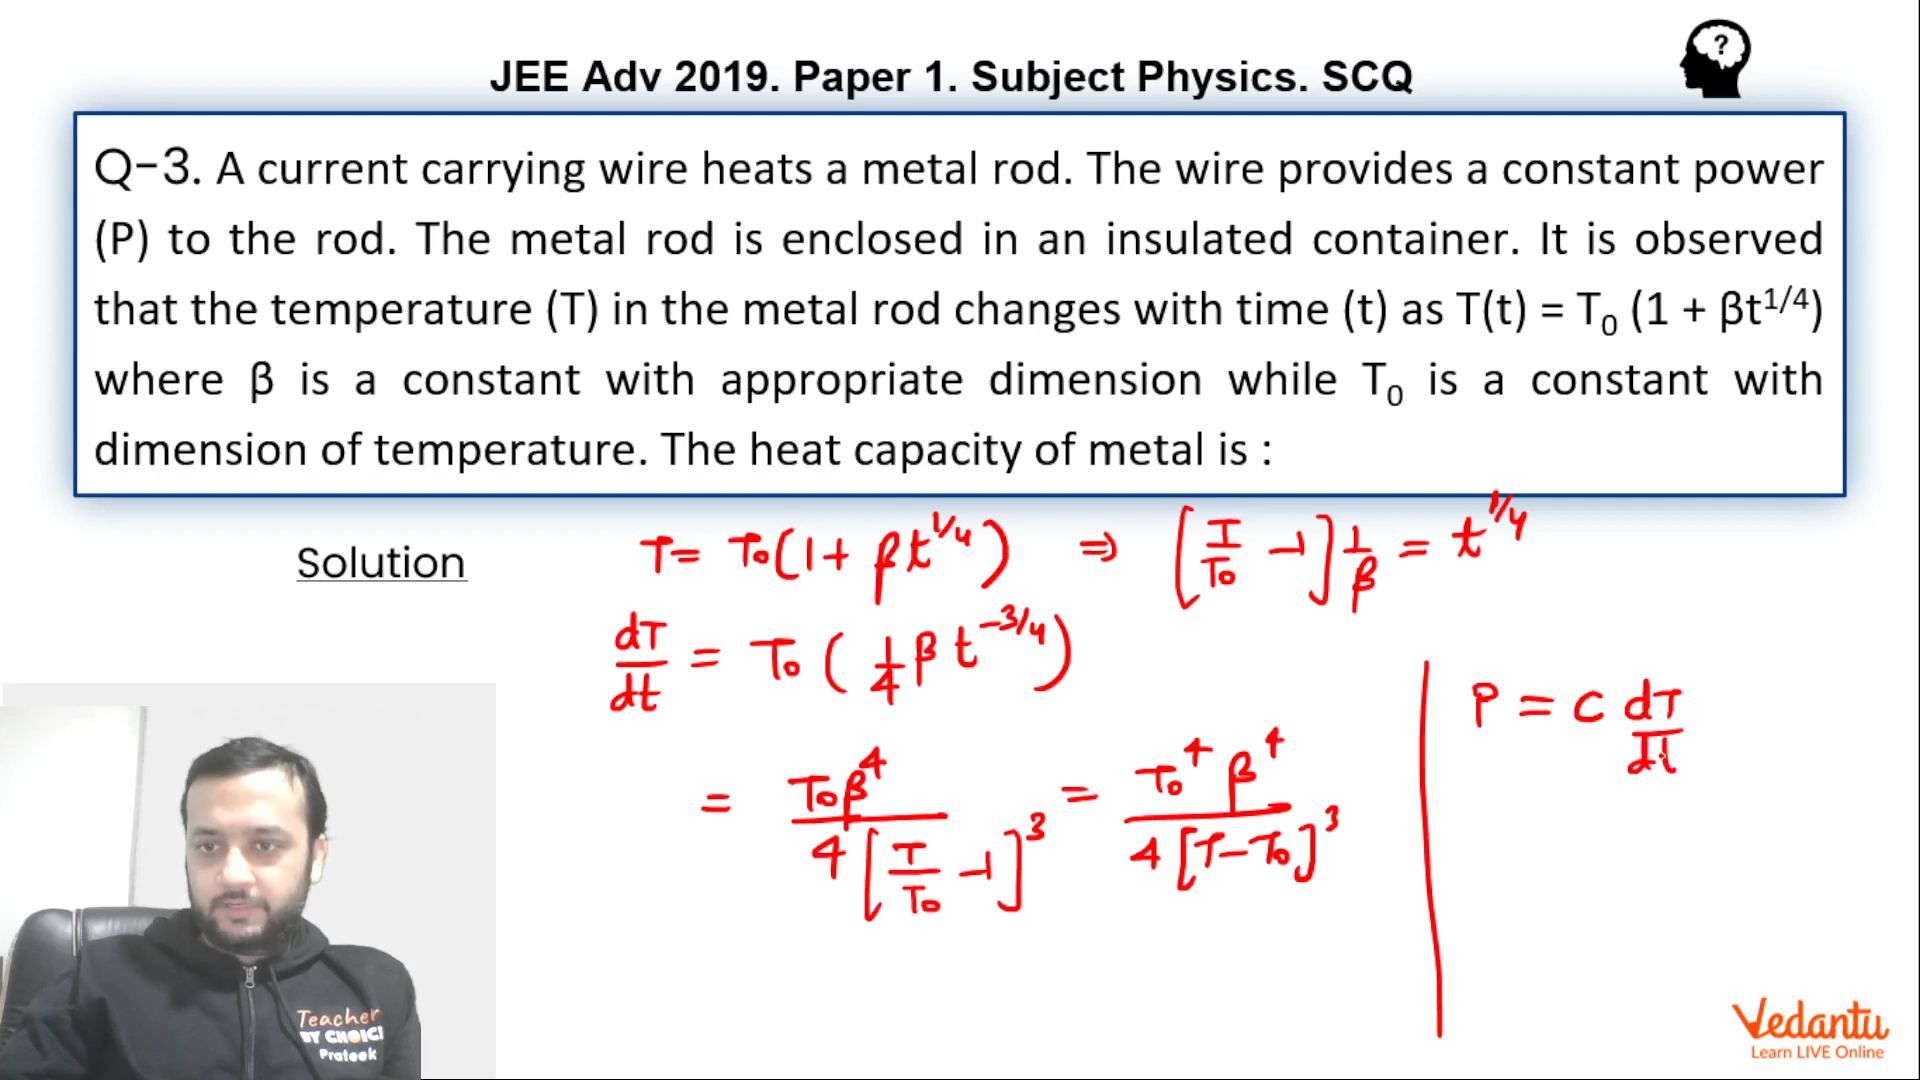 JEE Adv 2019. Paper 1. Subject Physics. SCQ
?
Q-3. A current carrying wire heats a metal rod. The wire provides a constant power
(P) to the rod. The metal rod is enclosed in an insulated container. It is observed
that the temperature (T) in the metal rod changes with time (t) as T(t) = T₀ (1 + βt^1/4)
where β is a constant with appropriate dimension while T₀ is a constant with
dimension of temperature. The heat capacity of metal is :
Solution
T = T₀(1 + βt^1/4) ⇒ [T/T₀ − 1] 1/β = t^1/4
dT/dt = T₀ (1/4 β t^−3/4)
= T₀β⁴ / 4[T/T₀ − 1]³ = T₀⁴ β⁴ / 4[T − T₀]³
P = C dT/dt
Teacher
BY CHOICE
Prateek
Vedantu
Learn LIVE Online